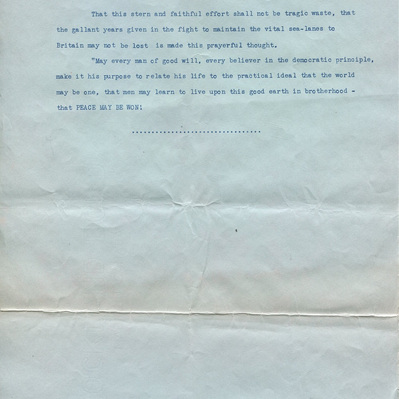 That this stern and faithful effort shall not be tragic waste, that
the gallant years given in the fight to maintain the vital sea-lanes to
Britain may not be lost is made this prayerful thought.
"May every man of good will, every believer in the democratic principle,
make it his purpose to relate his life to the practical ideal that the world
may be one, that men may learn to live upon this good earth in brotherhood -
that PEACE MAY BE WON!
................................